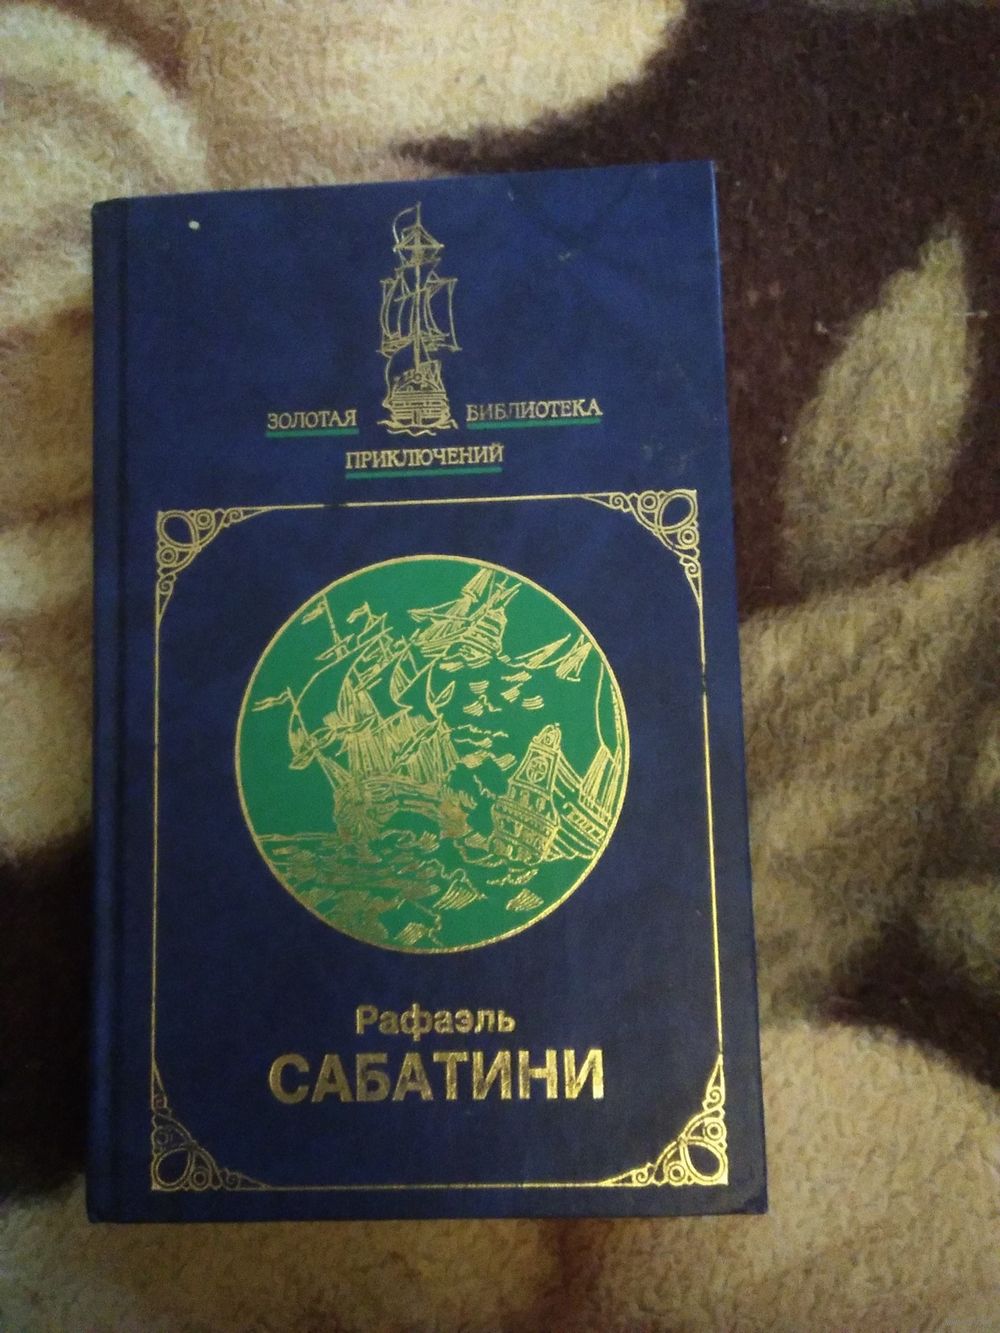 ЗОЛОТАЯ БИБЛИОТЕКА
ПРИКЛЮЧЕНИЙ
Рафаэль
САБАТИНИ